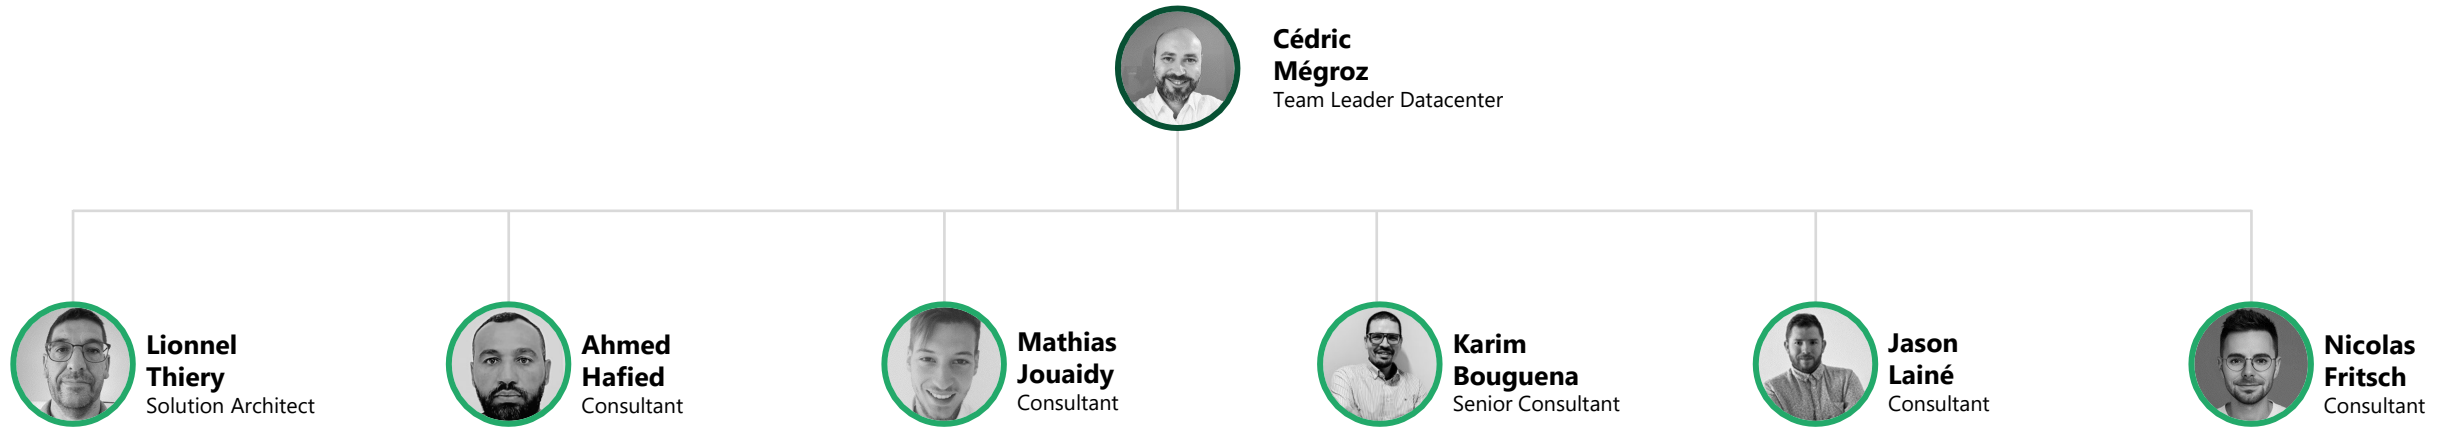 Cédric
Mégroz
Team Leader Datacenter
Lionnel
Thiery
Solution Architect
Ahmed
Hafied
Consultant
Mathias
Jouaidy
Consultant
Karim
Bouguena
Senior Consultant
Jason
Lainé
Consultant
Nicolas
Fritsch
Consultant